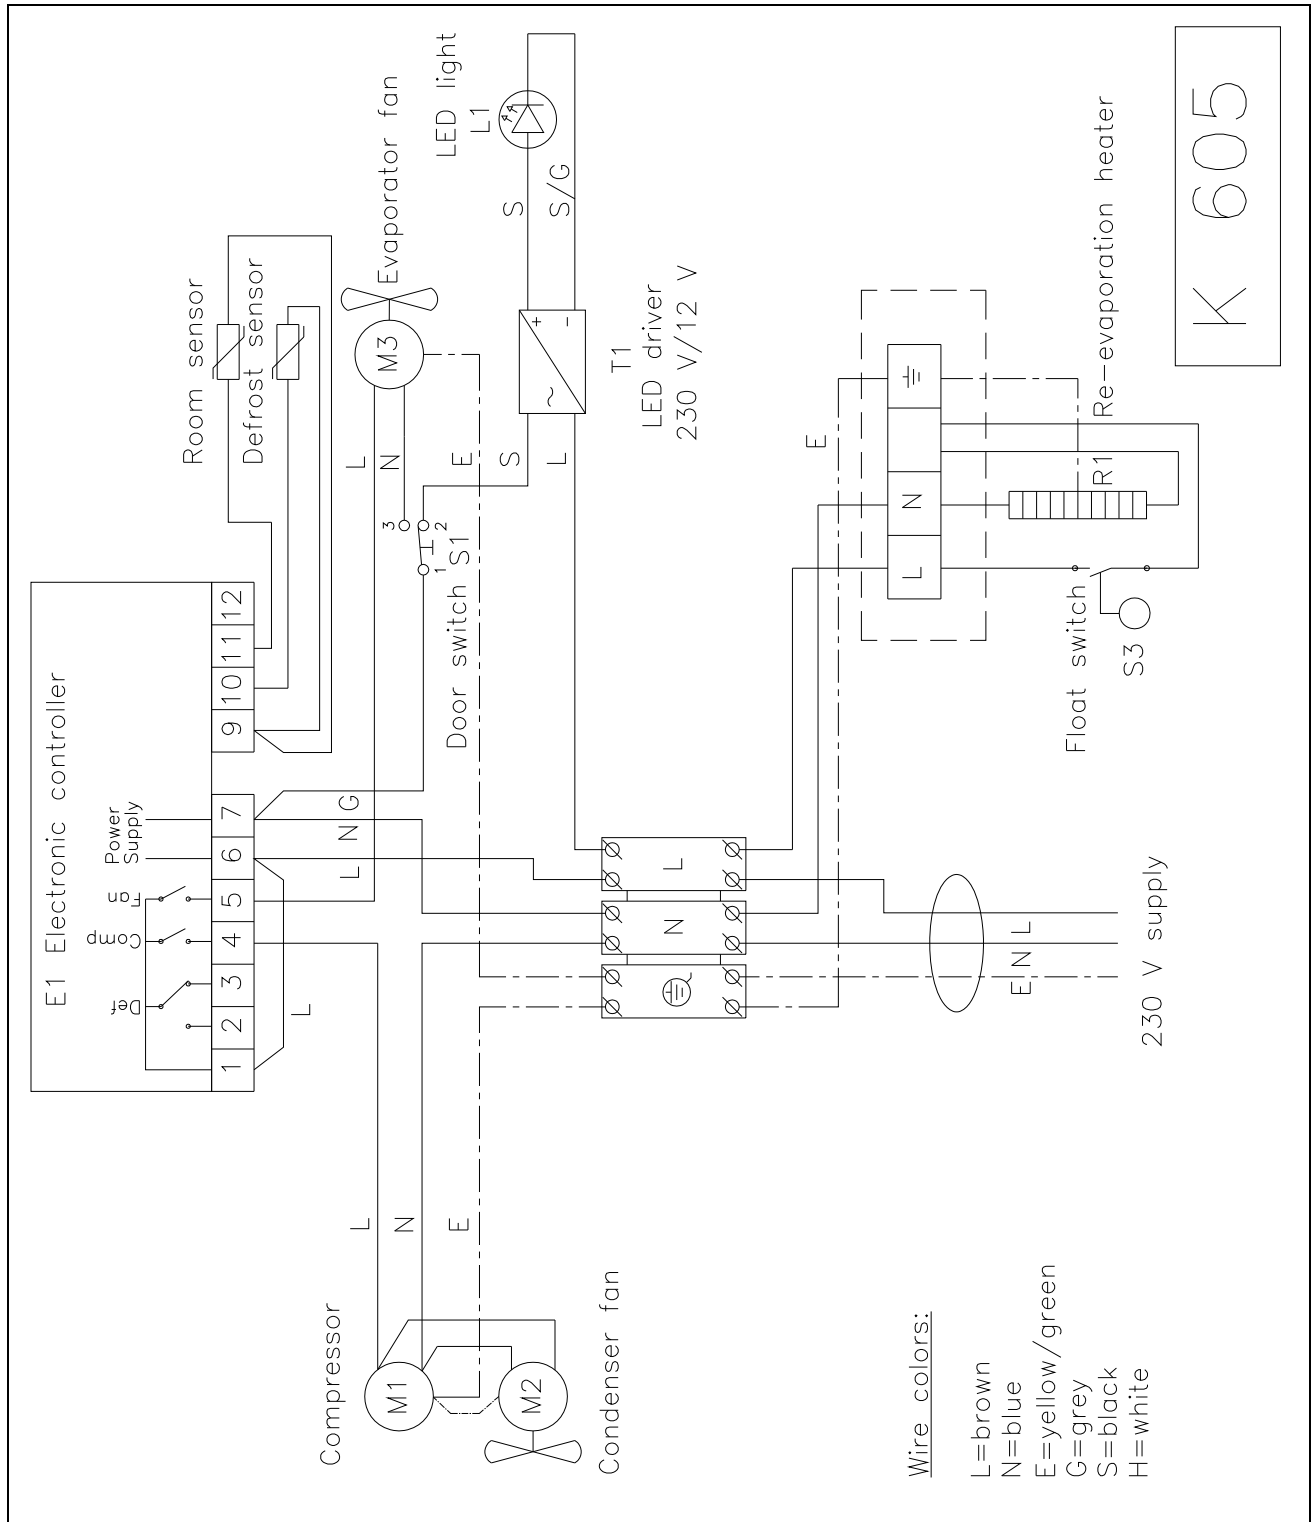 E1 Electronic controller
Power
Supply
Fan
Comp
Def
1
2
3
4
5
6
7
9
10
11
12
L
L
N
G
Room sensor
Defrost sensor
L
N
E
M3
Evaporator fan
LED light
L1
S
S/G
S
L
+
-
~
T1
LED driver
230 V/12 V
Door switch S1
1
2
3
L
N
E
230 V supply
E
L
N
R1
Re-evaporation heater
Float switch
S3
L
N
E
N
L
Compressor
M1
M2
Condenser fan
Wire colors:
L=brown
N=blue
E=yellow/green
G=grey
S=black
H=white
K 605